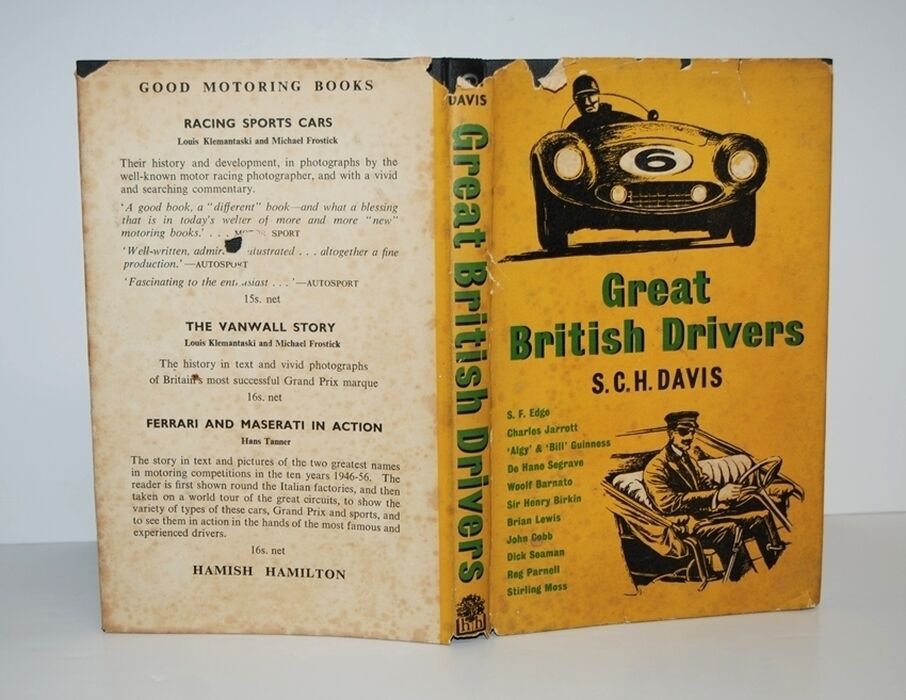 GOOD MOTORING BOOKS
RACING SPORTS CARS
Louis Klemantaski and Michael Frostick
Their history and development, in photographs by the
well-known motor racing photographer, and with a vivid
and searching commentary.
'A good book, a "different" book—and what a blessing
that is in today's welter of more and more "new"
motoring books.' . . . SPORT
'Well-written, . . . altogether a fine
production.'—AUTOSPORT
'Fascinating to the . . .'—AUTOSPORT
15s. net
THE VANWALL STORY
Louis Klemantaski and Michael Frostick
The history in text and vivid photographs
of Britain's most successful Grand Prix marque
16s. net
FERRARI AND MASERATI IN ACTION
Hans Tanner
The story in text and pictures of the two greatest names
in motoring competitions in the ten years 1946-56. The
reader is first shown round the Italian factories, and then
taken on a world tour of the great circuits, to show the
variety of types of these cars, Grand Prix and sports, and
to see them in action in the hands of the most famous and
experienced drivers.
16s. net
HAMISH HAMILTON
DAVIS
Great British Drivers
hh
6
Great
British Drivers
S.C.H. DAVIS
S. F. Edge
Charles Jarrott
'Algy' & 'Bill' Guinness
De Hane Segrave
Woolf Barnato
Sir Henry Birkin
Brian Lewis
John Cobb
Dick Seaman
Reg Parnell
Stirling Moss